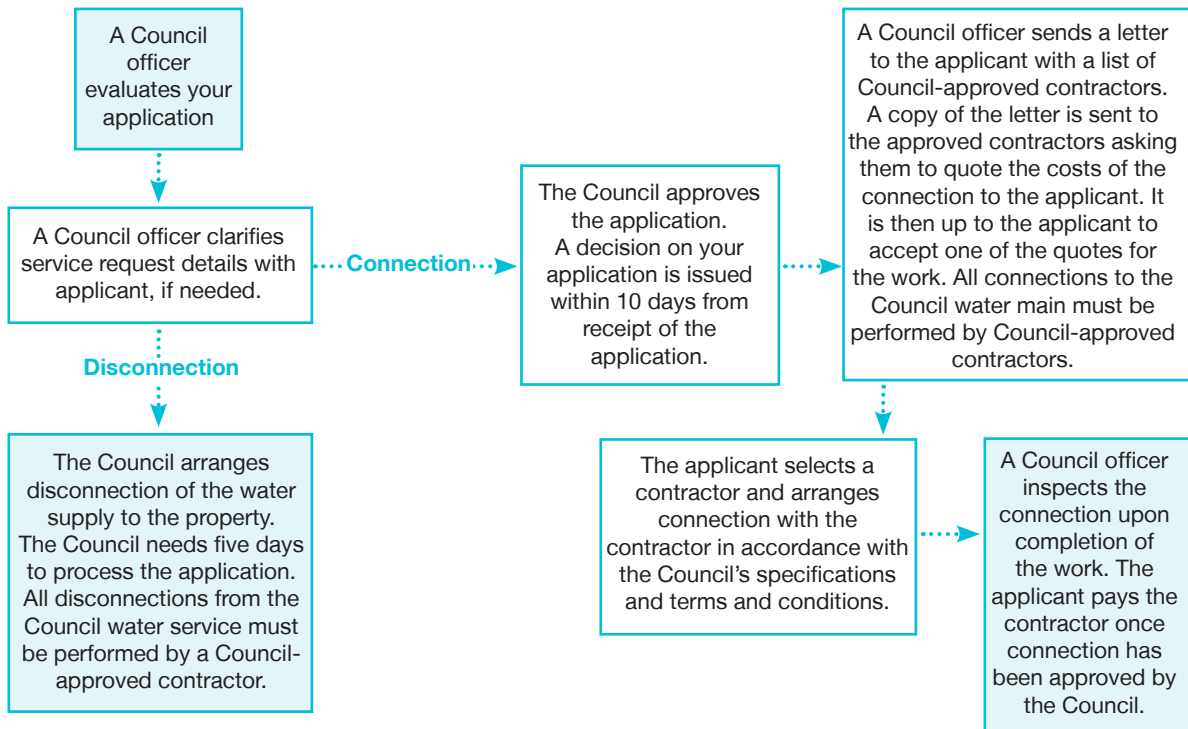 A Council
officer
evaluates your
application
A Council officer clarifies
service request details with
applicant, if needed.
Disconnection
The Council arranges
disconnection of the water
supply to the property.
The Council needs five days
to process the application.
All disconnections from the
Council water service must
be performed by a Council-
approved contractor.
Connection
The Council approves
the application.
A decision on your
application is issued
within 10 days from
receipt of the
application.
A Council officer sends a letter
to the applicant with a list of
Council-approved contractors.
A copy of the letter is sent to
the approved contractors asking
them to quote the costs of the
connection to the applicant. It
is then up to the applicant to
accept one of the quotes for
the work. All connections to the
Council water main must be
performed by Council-approved
contractors.
The applicant selects a
contractor and arranges
connection with the
contractor in accordance with
the Council’s specifications
and terms and conditions.
A Council officer
inspects the
connection upon
completion of
the work. The
applicant pays the
contractor once
connection has
been approved by
the Council.